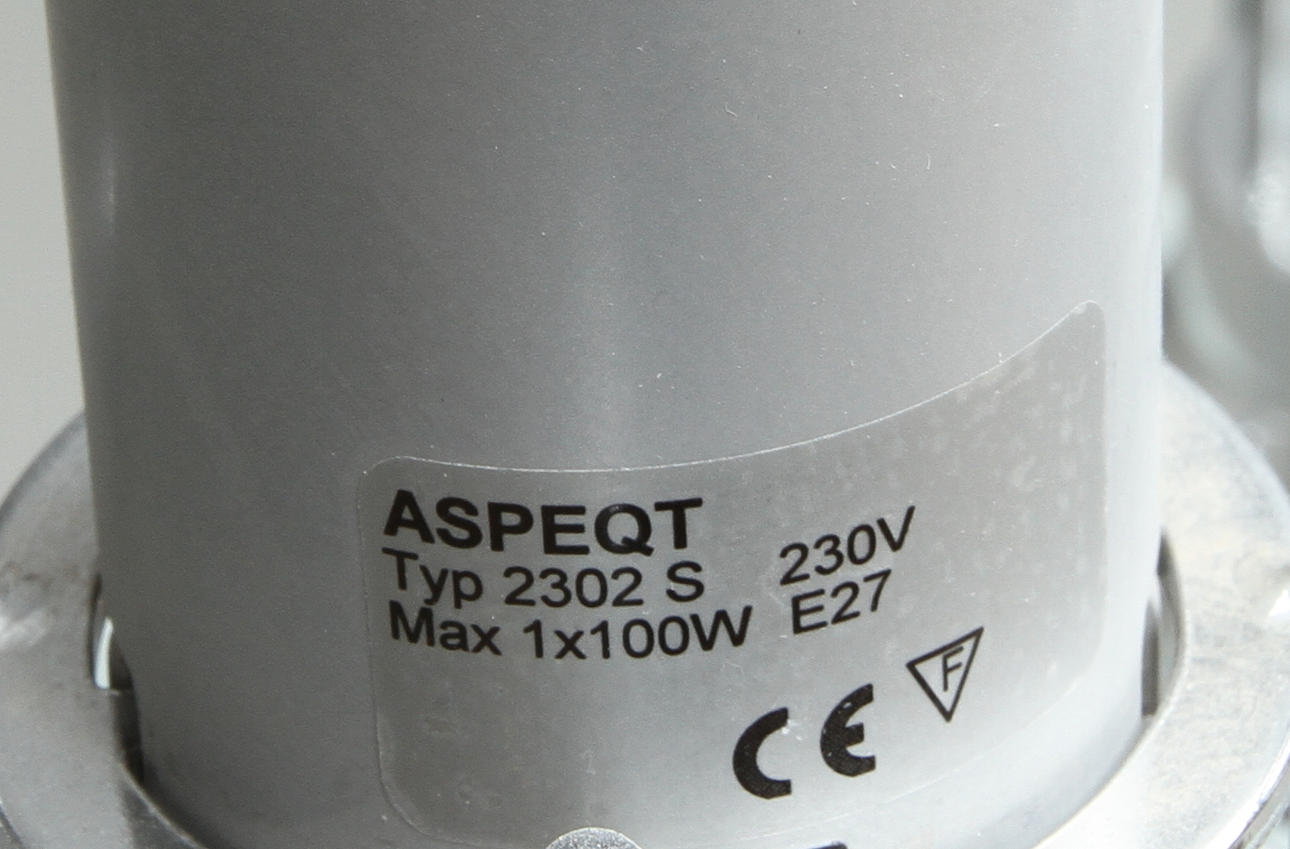 ASPEQT
Typ 2302 S 230V
Max 1x100W E27
F
CE